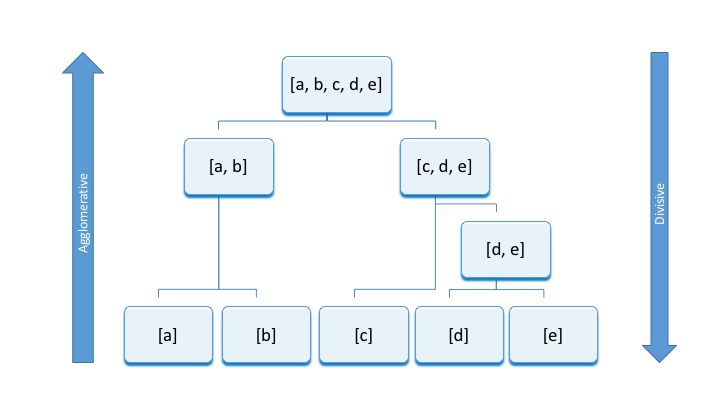 [a, b, c, d, e]
[a, b]
[c, d, e]
Agglomerative
Divisive
[d, e]
[a]
[b]
[c]
[d]
[e]